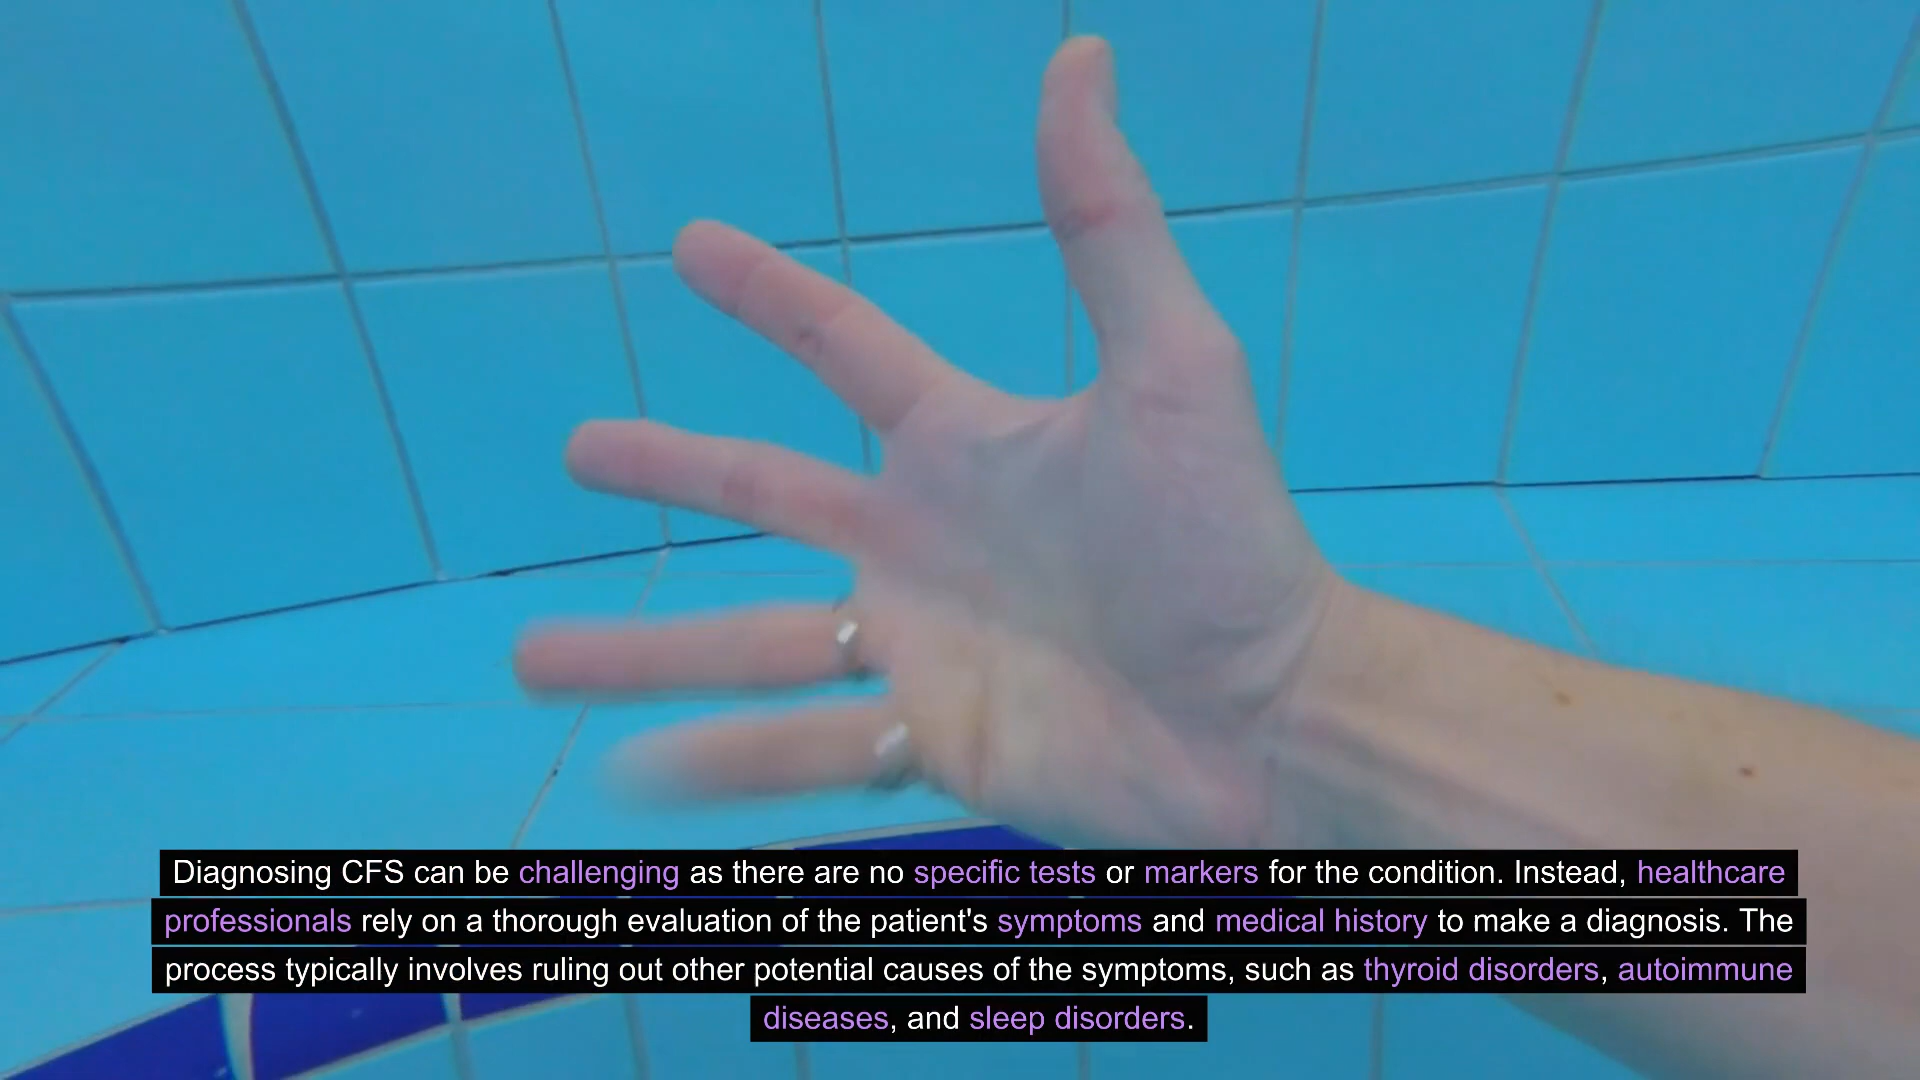 Diagnosing CFS can be challenging as there are no specific tests or markers for the condition. Instead, healthcare
professionals rely on a thorough evaluation of the patient's symptoms and medical history to make a diagnosis. The
process typically involves ruling out other potential causes of the symptoms, such as thyroid disorders, autoimmune
diseases, and sleep disorders.